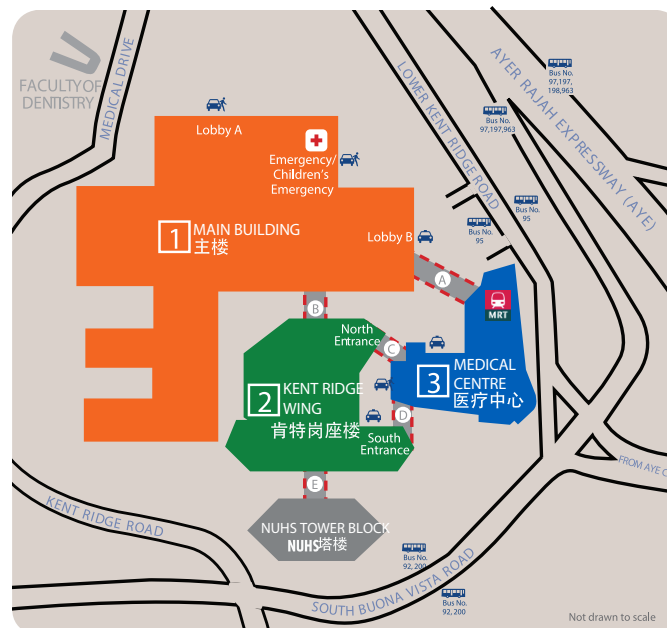 FACULTY OF
DENTISTRY
MEDICAL DRIVE
LOWER KENT RIDGE ROAD
AYER RAJAH EXPRESSWAY (AYE)
Bus No.
97,197,
198,963
Bus No.
97,197,963
Bus No.
95
Bus No.
95
Lobby A
Emergency/
Children's
Emergency
1
MAIN BUILDING
主楼
Lobby B
A
MRT
B
North
Entrance
C
3
MEDICAL
CENTRE
医疗中心
2
KENT RIDGE
WING
肯特岗座楼
D
South
Entrance
E
NUHS TOWER BLOCK
NUHS塔楼
KENT RIDGE ROAD
SOUTH BUONA VISTA ROAD
Bus No.
92, 200
Bus No.
92, 200
FROM AYE
Not drawn to scale